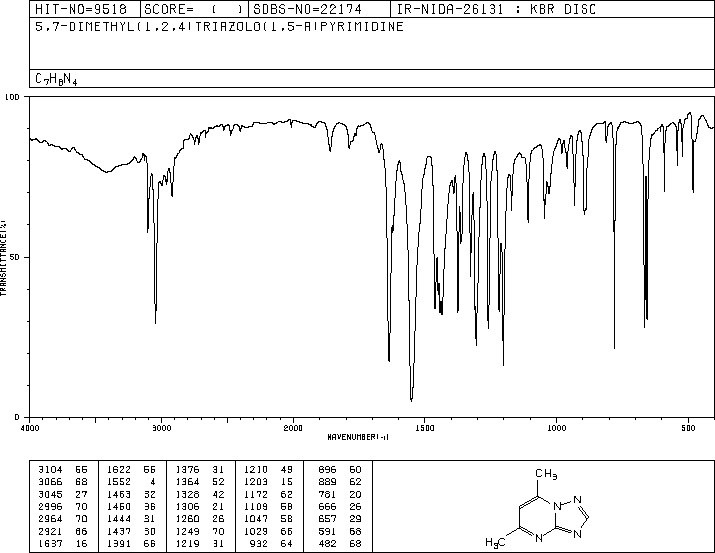 HIT-NO=9518 SCORE= ( ) SDBS-NO=22174 IR-NIDA-26131 : KBR DISC
5,7-DIMETHYL(1,2,4)TRIAZOLO(1,5-A)PYRIMIDINE
C7H8N4
100
50
0
TRANSMITTANCE(%)
4000 3000 2000 1500 1000 500
WAVENUMBER(-1)
3104 55 1622 55 1376 31 1210 49 896 60
3066 68 1552 4 1364 52 1203 15 889 62
3045 27 1463 32 1328 42 1172 62 781 20
2996 70 1450 36 1306 21 1109 58 666 26
2964 70 1444 31 1260 26 1047 58 657 29
2921 66 1437 30 1249 70 1029 66 591 68
1637 16 1391 66 1219 31 932 64 482 68
CH3
N N
H3C N N